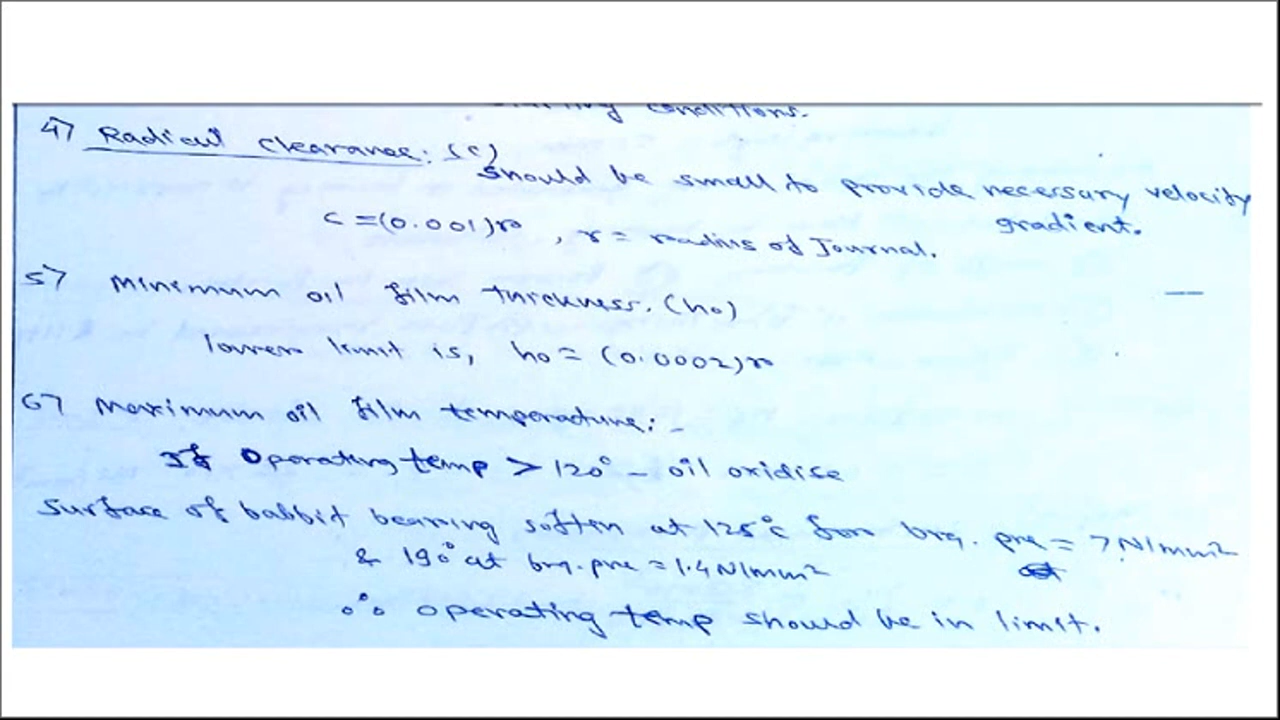 conditions.
4) Radial clearance: (c)
should be small to provide necessary velocity
gradient.
c = (0.001)r , r = radius of Journal.
5) Minimum oil film thickness. (ho)
lower limit is, ho = (0.0002)r
6) Maximum oil film temperature: -
If Operating temp > 120° - oil oxidise
Surface of babbit bearing soften at 125°c for brg. pre = 7 N/mm²
& 190° at brg. pre = 1.4 N/mm²
∴ operating temp should be in limit.